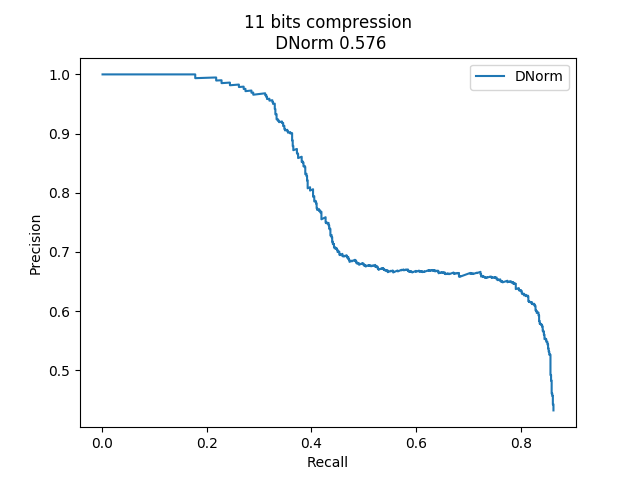 11 bits compression
DNorm 0.576
DNorm
1.0
0.9
0.8
0.7
0.6
0.5
Precision
0.0 0.2 0.4 0.6 0.8
Recall